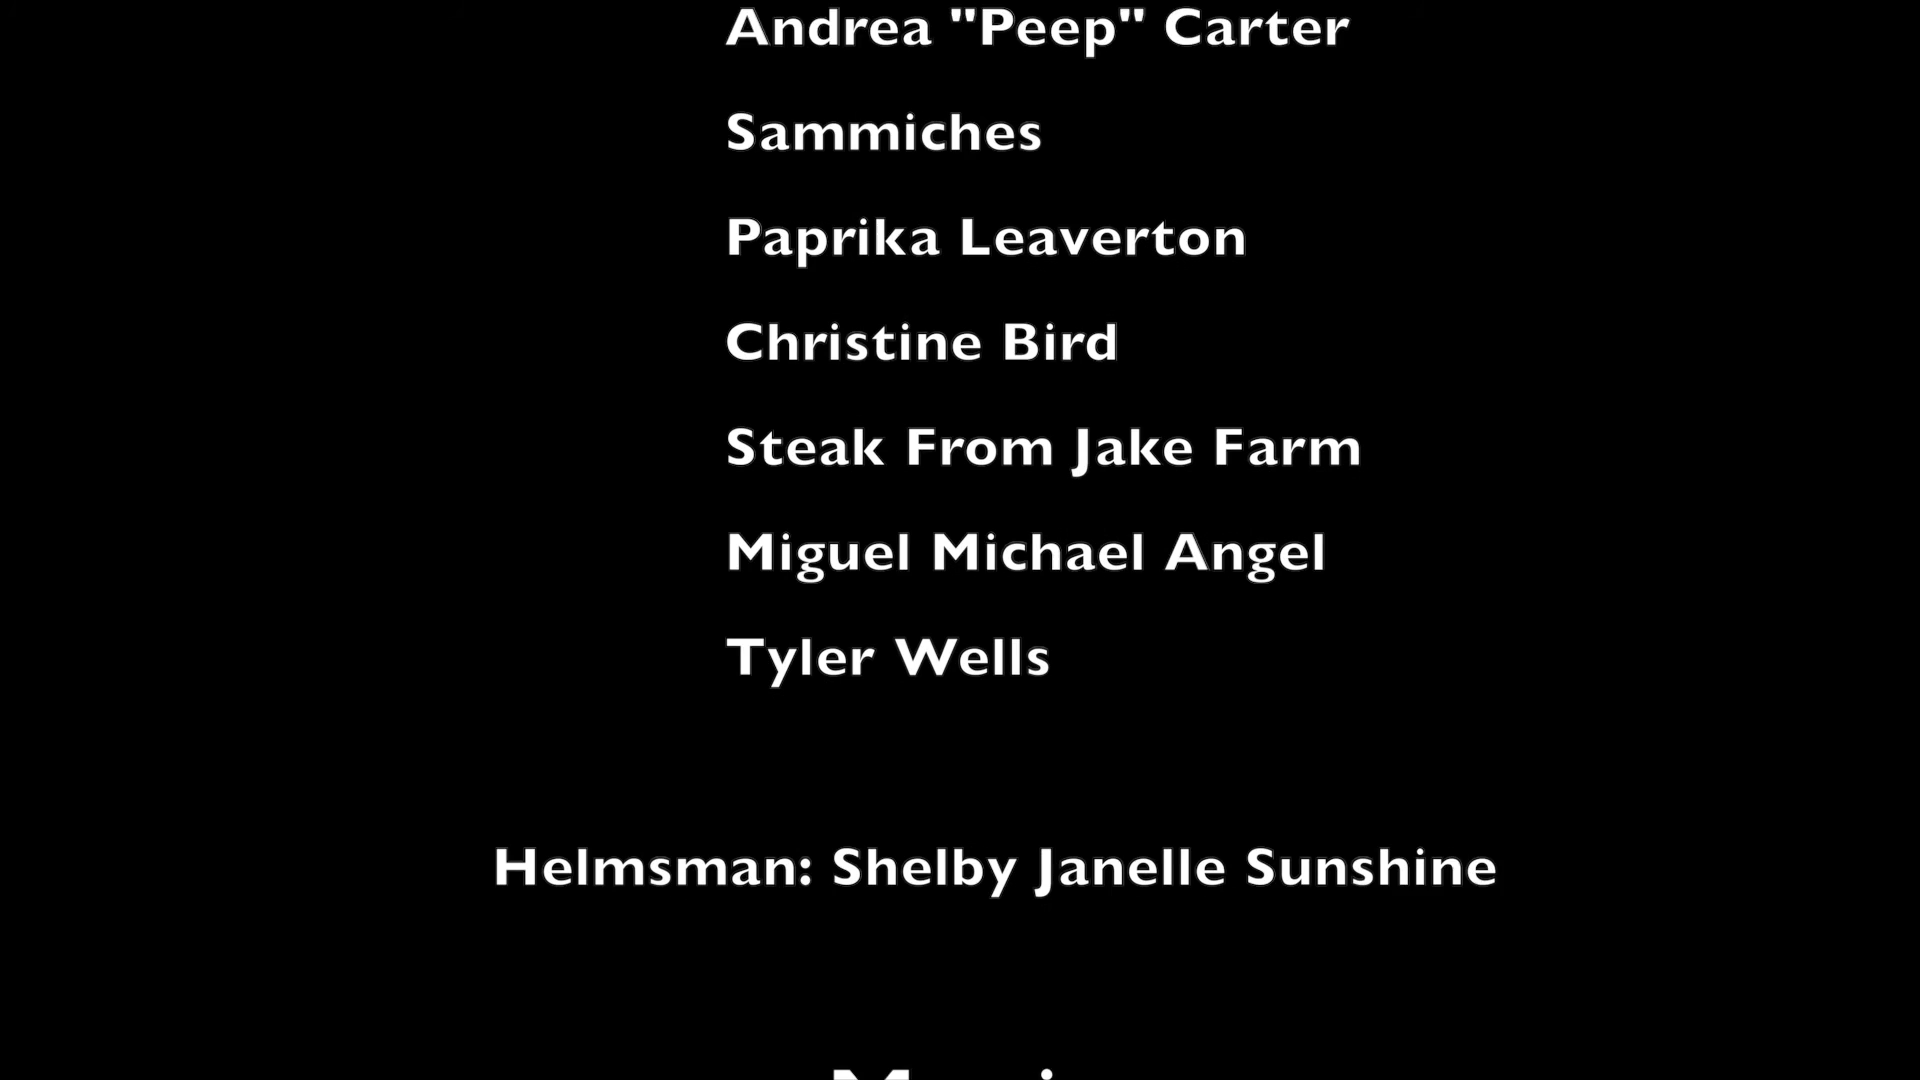 Andrea "Peep" Carter
Sammiches
Paprika Leaverton
Christine Bird
Steak From Jake Farm
Miguel Michael Angel
Tyler Wells
Helmsman: Shelby Janelle Sunshine